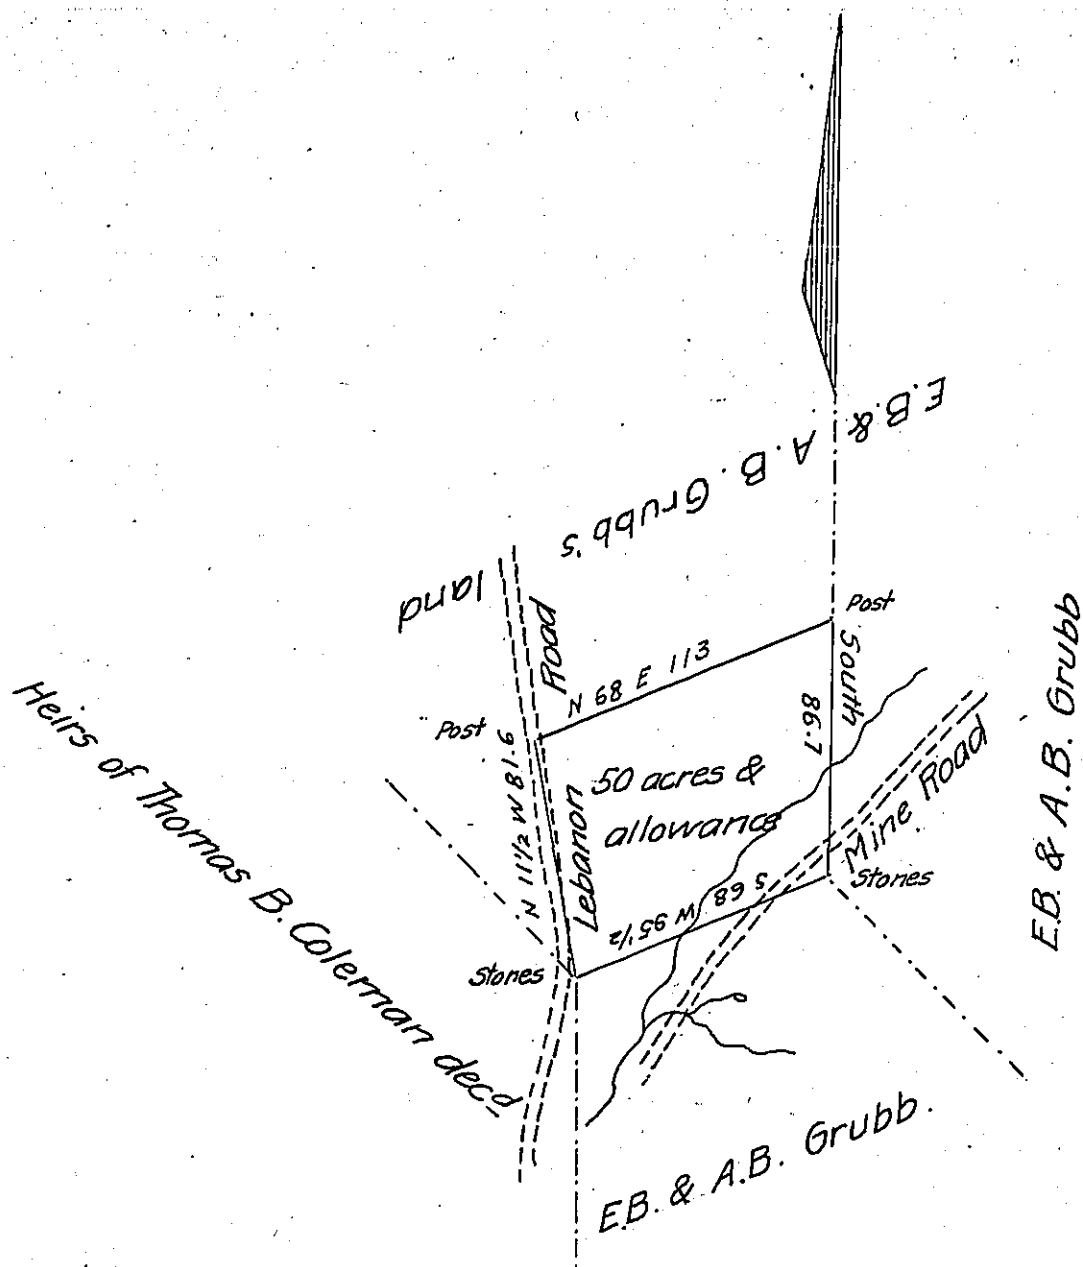 E.B. & A.B. Grubb's land
Post
Road
N 68 E 113
South 86.7
Post
N 11½ W 81.6
50 acres &
allowance
Lebanon
Mine Road
Stones
S 68 W 95½
Stones
Heirs of Thomas B. Coleman decd
E.B. & A.B. Grubb
E.B. & A.B. Grubb.